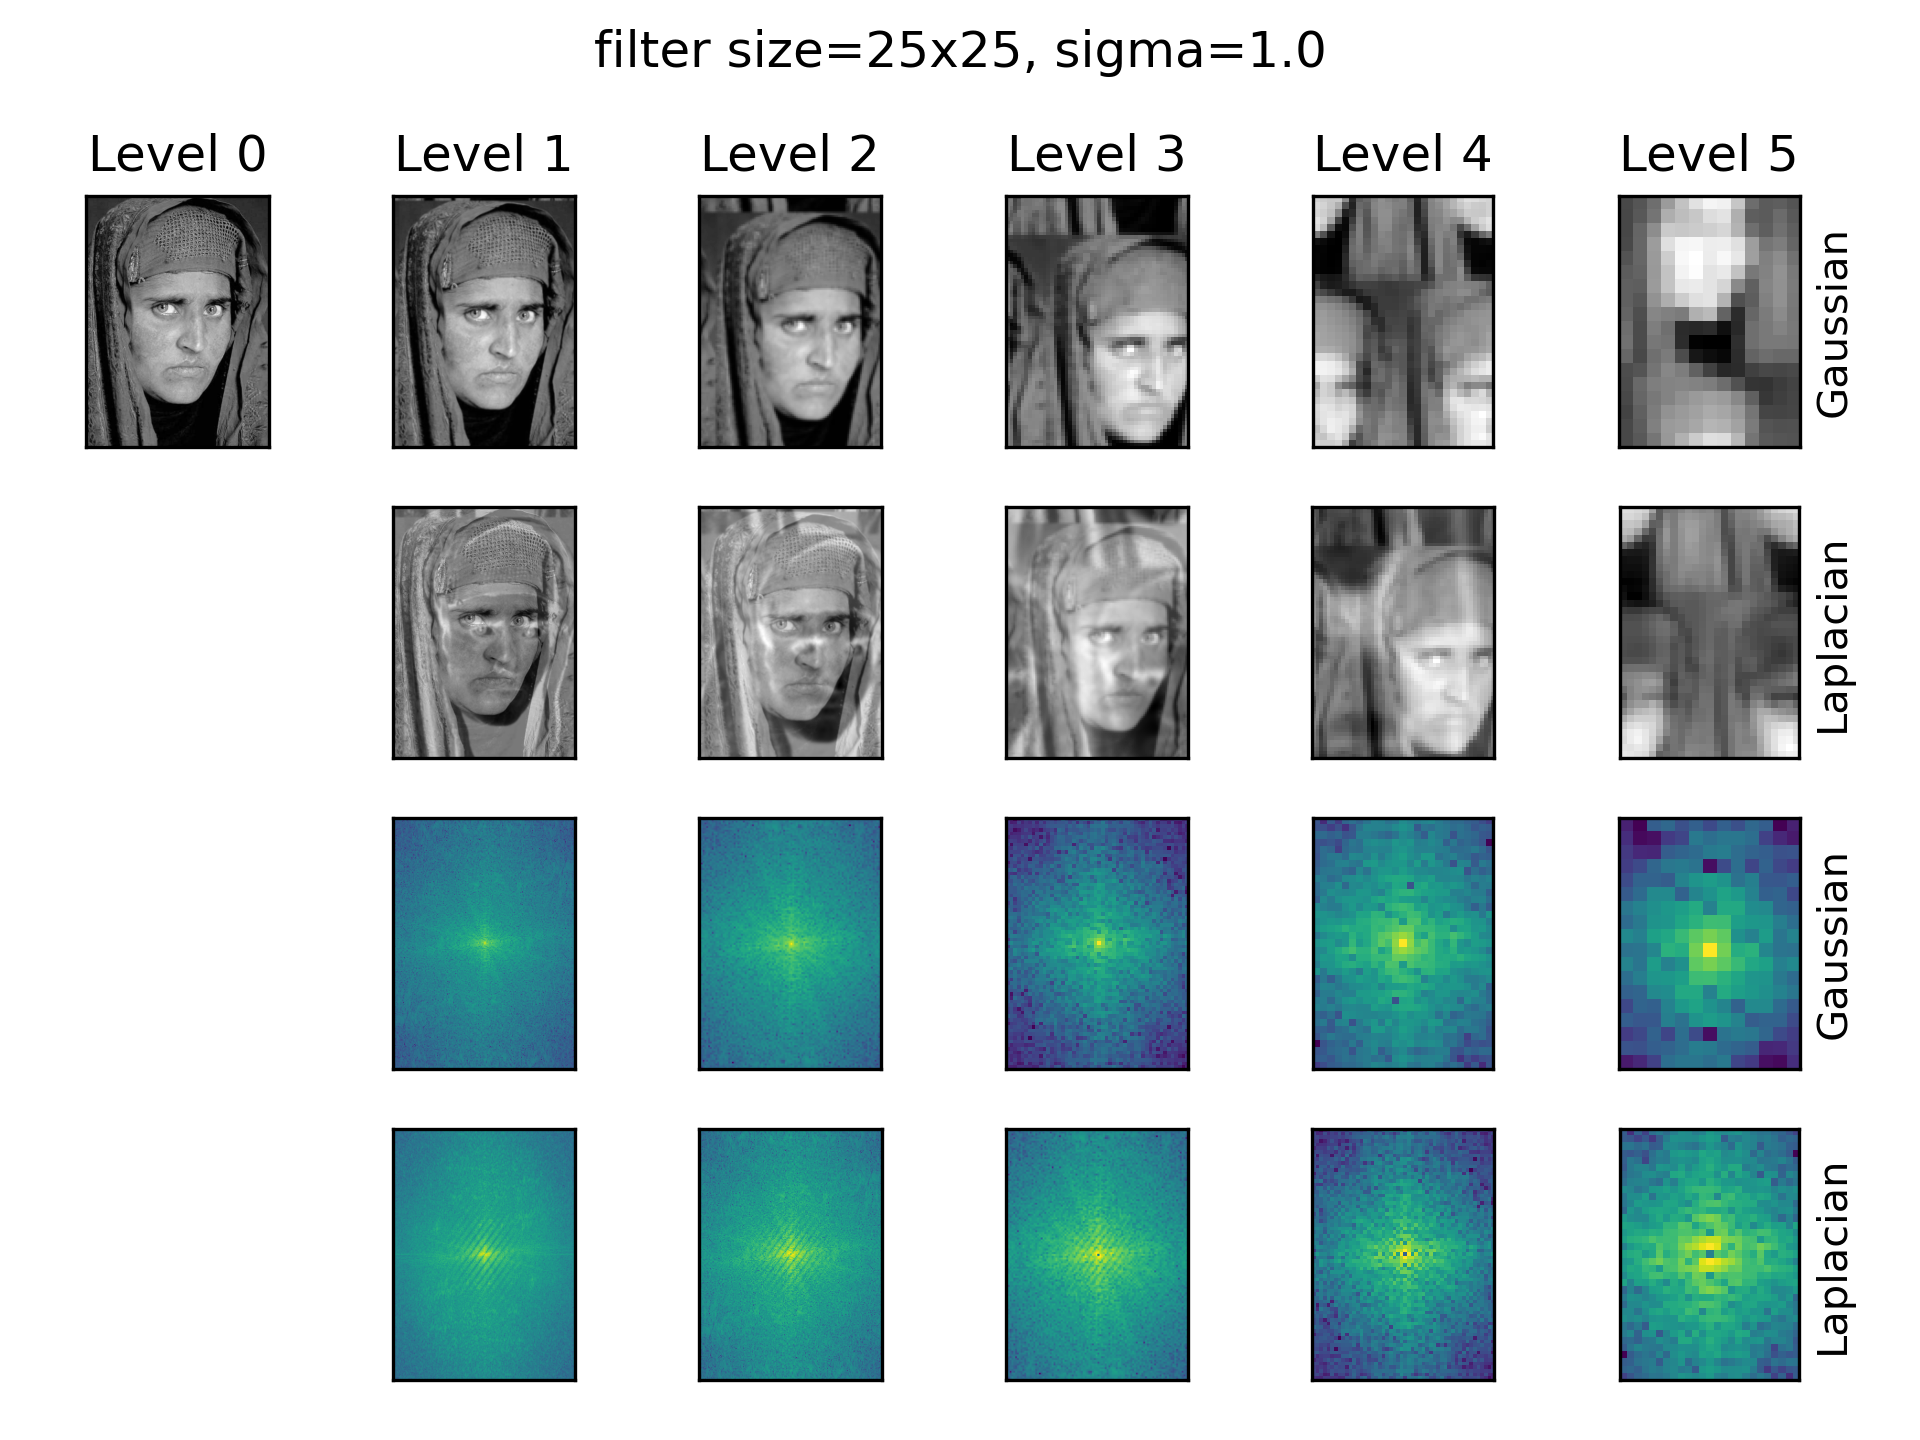 filter size=25x25, sigma=1.0
Level 0
Level 1
Level 2
Level 3
Level 4
Level 5
Gaussian
Laplacian
Gaussian
Laplacian